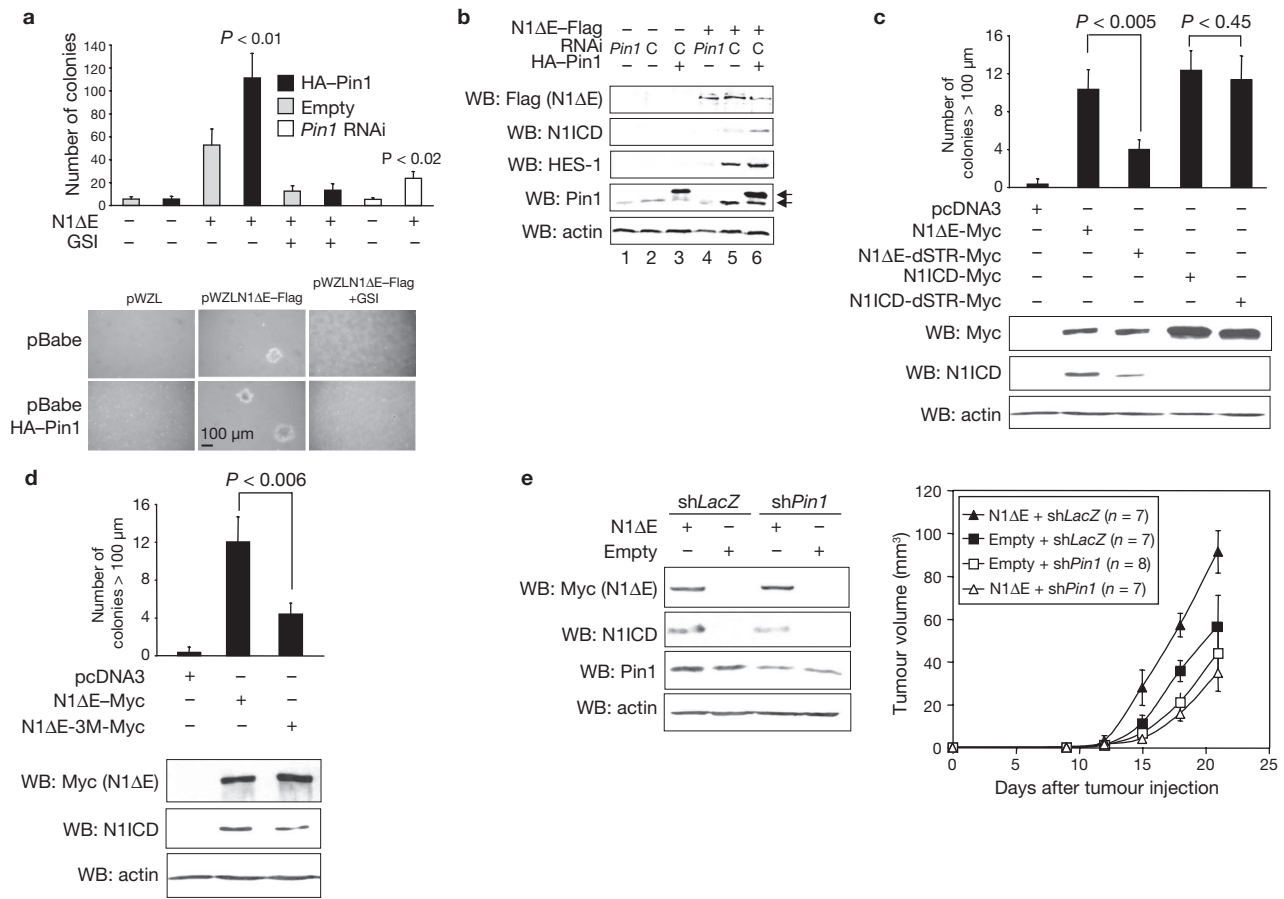 a
Number of colonies
140
120
100
80
60
40
20
0
P < 0.01
P < 0.02
HA–Pin1
Empty
Pin1 RNAi
N1ΔE – – + + + + – +
GSI – – – – + + – –
pWZL
pWZLN1ΔE–Flag
pWZLN1ΔE–Flag
+GSI
pBabe
pBabe
HA–Pin1
100 µm
b
N1ΔE–Flag – – – + + +
RNAi Pin1 C C Pin1 C C
HA–Pin1 – – + – – +
WB: Flag (N1ΔE)
WB: N1ICD
WB: HES-1
WB: Pin1
WB: actin
1 2 3 4 5 6
c
P < 0.005
P < 0.45
Number of
colonies > 100 µm
16
12
8
4
0
pcDNA3 + – – – –
N1ΔE-Myc – + – – –
N1ΔE-dSTR-Myc – – + – –
N1ICD-Myc – – – + –
N1ICD-dSTR-Myc – – – – +
WB: Myc
WB: N1ICD
WB: actin
d
P < 0.006
Number of
colonies > 100 µm
16
12
8
4
0
pcDNA3 + – –
N1ΔE–Myc – + –
N1ΔE-3M-Myc – – +
WB: Myc (N1ΔE)
WB: N1ICD
WB: actin
e
shLacZ shPin1
N1ΔE + – + –
Empty – + – +
WB: Myc (N1ΔE)
WB: N1ICD
WB: Pin1
WB: actin
Tumour volume (mm³)
120
100
80
60
40
20
0
N1ΔE + shLacZ (n = 7)
Empty + shLacZ (n = 7)
Empty + shPin1 (n = 8)
N1ΔE + shPin1 (n = 7)
0 5 10 15 20 25
Days after tumour injection